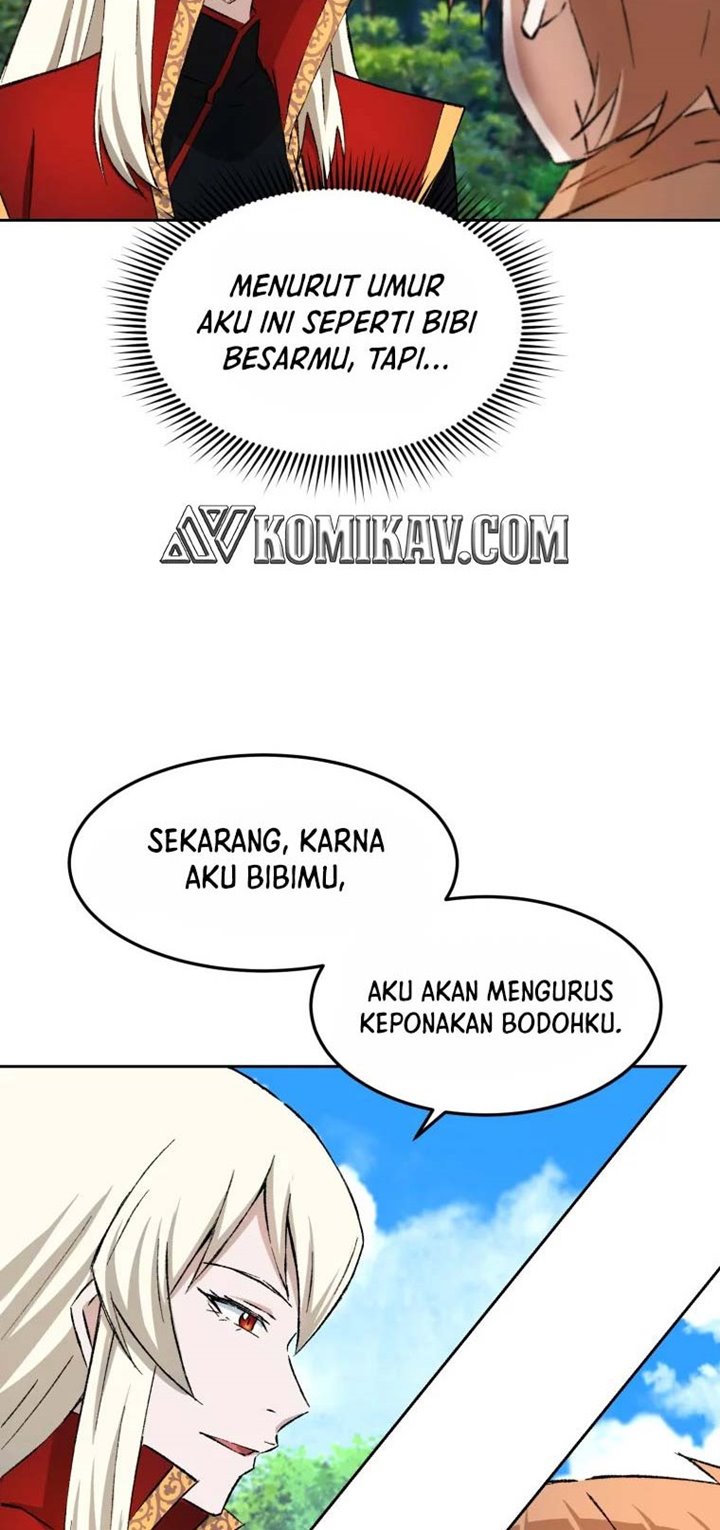 MENURUT UMUR
AKU INI SEPERTI BIBI
BESARMU, TAPI...
KOMIKAV.COM
SEKARANG, KARNA
AKU BIBIMU,
AKU AKAN MENGURUS
KEPONAKAN BODOHKU.